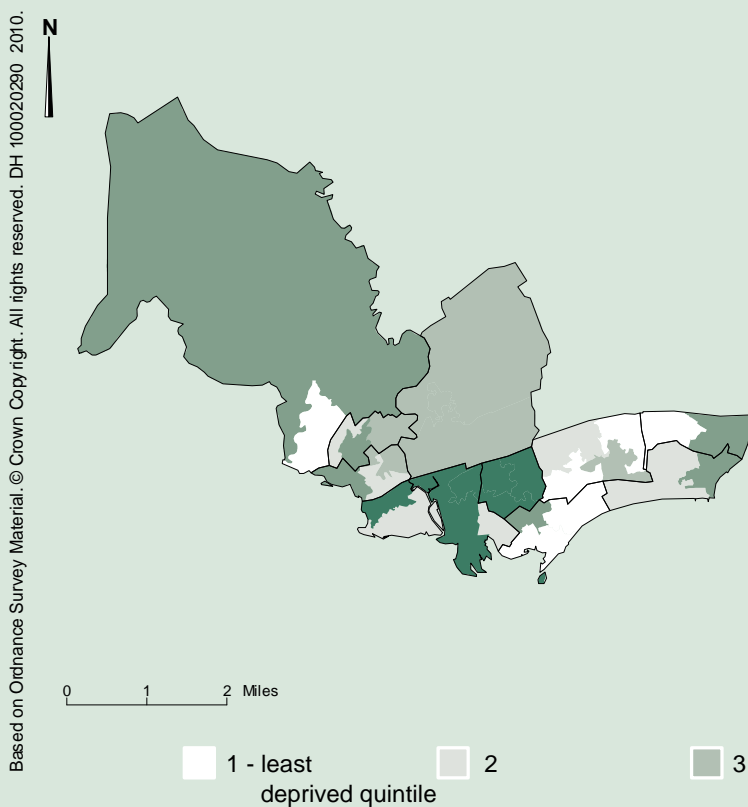 Based on Ordnance Survey Material. © Crown Copyright. All rights reserved. DH 100020290 2010.
N
0 1 2 Miles
1 - least
deprived quintile
2
3